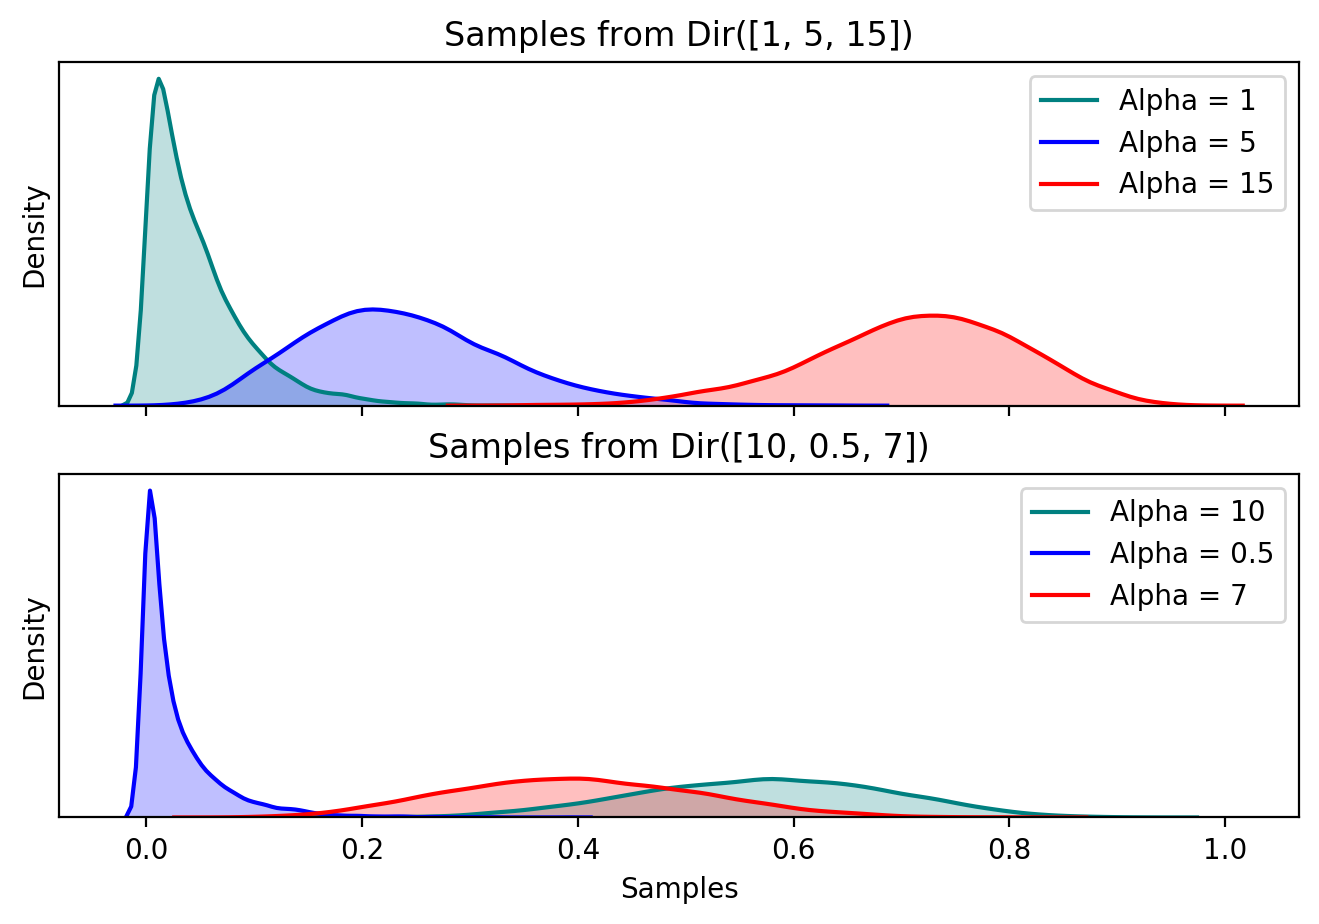 Samples from Dir([1, 5, 15])
Density
Alpha = 1
Alpha = 5
Alpha = 15
Samples from Dir([10, 0.5, 7])
Density
Alpha = 10
Alpha = 0.5
Alpha = 7
0.0 0.2 0.4 0.6 0.8 1.0
Samples